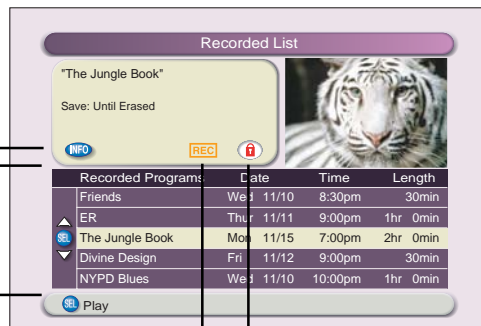 Recorded List
"The Jungle Book"
Save: Until Erased
INFO REC
Recorded Programs Date Time Length
Friends Wed 11/10 8:30pm 30min
ER Thur 11/11 9:00pm 1hr 0min
SEL The Jungle Book Mon 11/15 7:00pm 2hr 0min
Divine Design Fri 11/12 9:00pm 30min
NYPD Blues Wed 11/10 10:00pm 1hr 0min
SEL Play